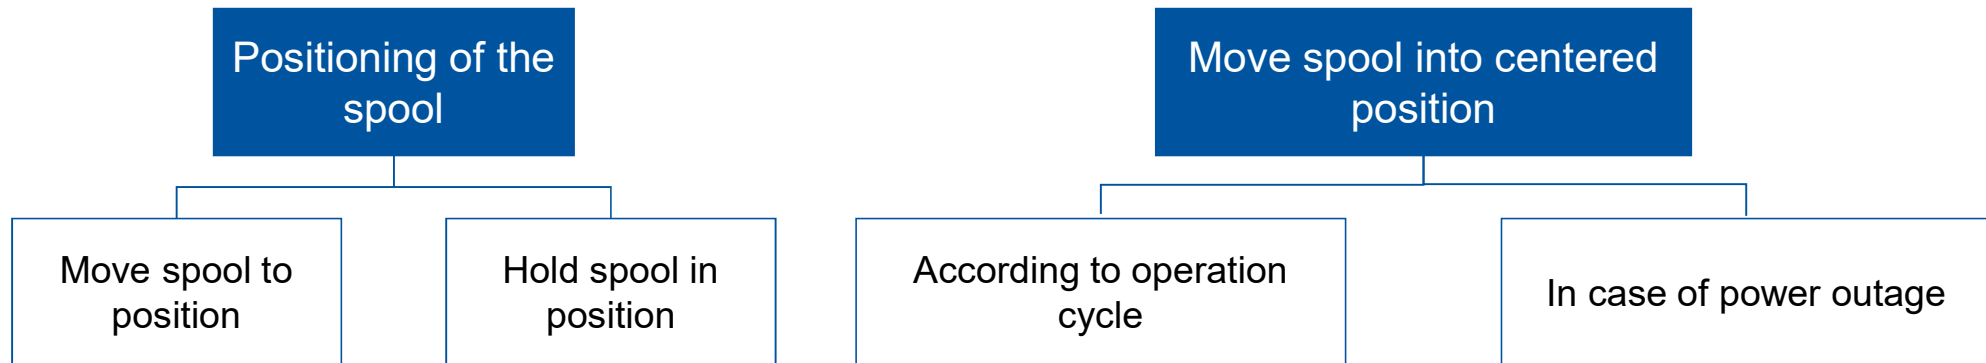 Positioning of the
spool
Move spool into centered
position
Move spool to
position
Hold spool in
position
According to operation
cycle
In case of power outage